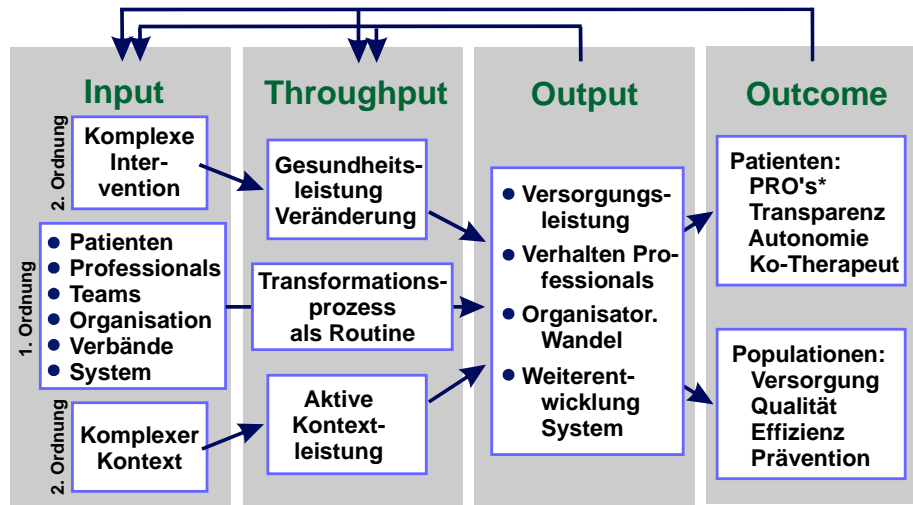 Input
2. Ordnung
Komplexe
Inter-
vention
1. Ordnung
Patienten
Professionals
Teams
Organisation
Verbände
System
2. Ordnung
Komplexer
Kontext
Throughput
Gesundheits-
leistung
Veränderung
Transformations-
prozess
als Routine
Aktive
Kontext-
leistung
Output
Versorgungs-
leistung
Verhalten Pro-
fessionals
Organisator.
Wandel
Weiterent-
wicklung
System
Outcome
Patienten:
PRO's*
Transparenz
Autonomie
Ko-Therapeut
Populationen:
Versorgung
Qualität
Effizienz
Prävention